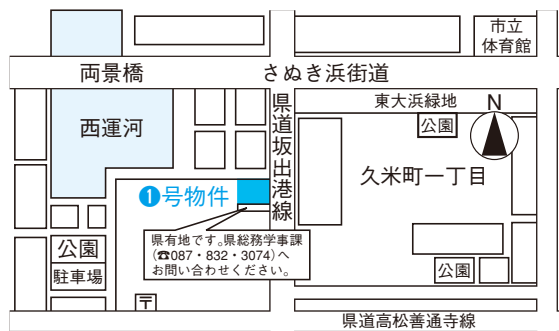 市立
体育館
両景橋
さぬき浜街道
西運河
県道坂出港線
東大浜緑地
N
公園
久米町一丁目
❶号物件
県有地です。県総務学事課
(☎087・832・3074)へ
お問い合わせください。
公園
駐車場
公園
〒
県道高松善通寺線